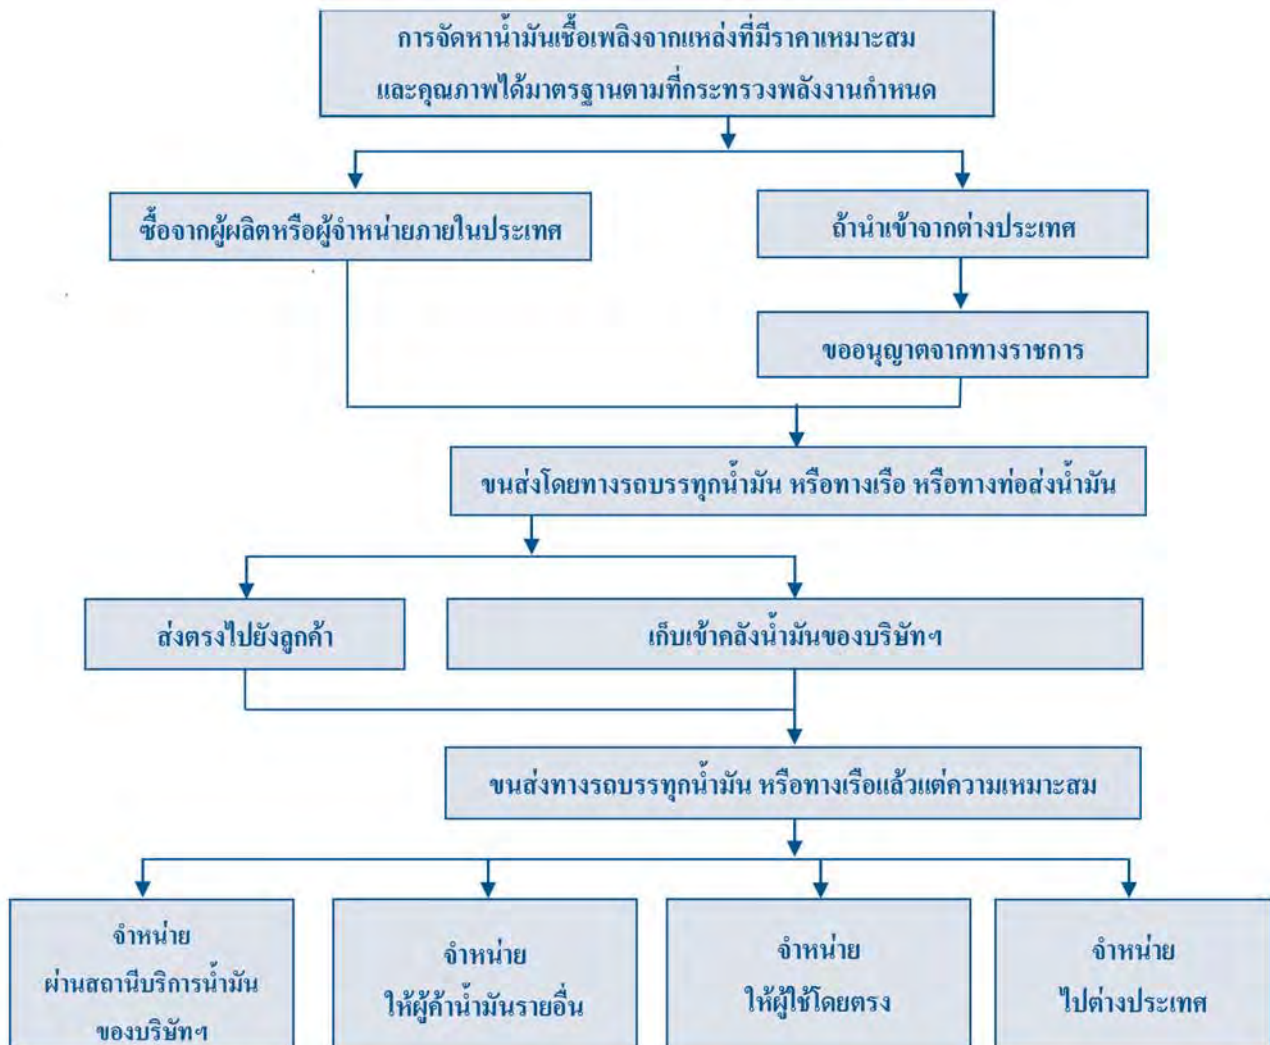 การจัดหาน้ำมันเชื้อเพลิงจากแหล่งที่มีราคาเหมาะสม
และคุณภาพได้มาตรฐานตามที่กระทรวงพลังงานกำหนด
ซื้อจากผู้ผลิตหรือผู้จำหน่ายภายในประเทศ
ถ้านำเข้าจากต่างประเทศ
ขออนุญาตจากทางราชการ
ขนส่งโดยทางรถบรรทุกน้ำมัน หรือทางเรือ หรือทางท่อส่งน้ำมัน
ส่งตรงไปยังลูกค้า
เก็บเข้าคลังน้ำมันของบริษัทฯ
ขนส่งทางรถบรรทุกน้ำมัน หรือทางเรือแล้วแต่ความเหมาะสม
จำหน่าย
ผ่านสถานีบริการน้ำมัน
ของบริษัทฯ
จำหน่าย
ให้ผู้ค้าน้ำมันรายอื่น
จำหน่าย
ให้ผู้ใช้โดยตรง
จำหน่าย
ไปต่างประเทศ